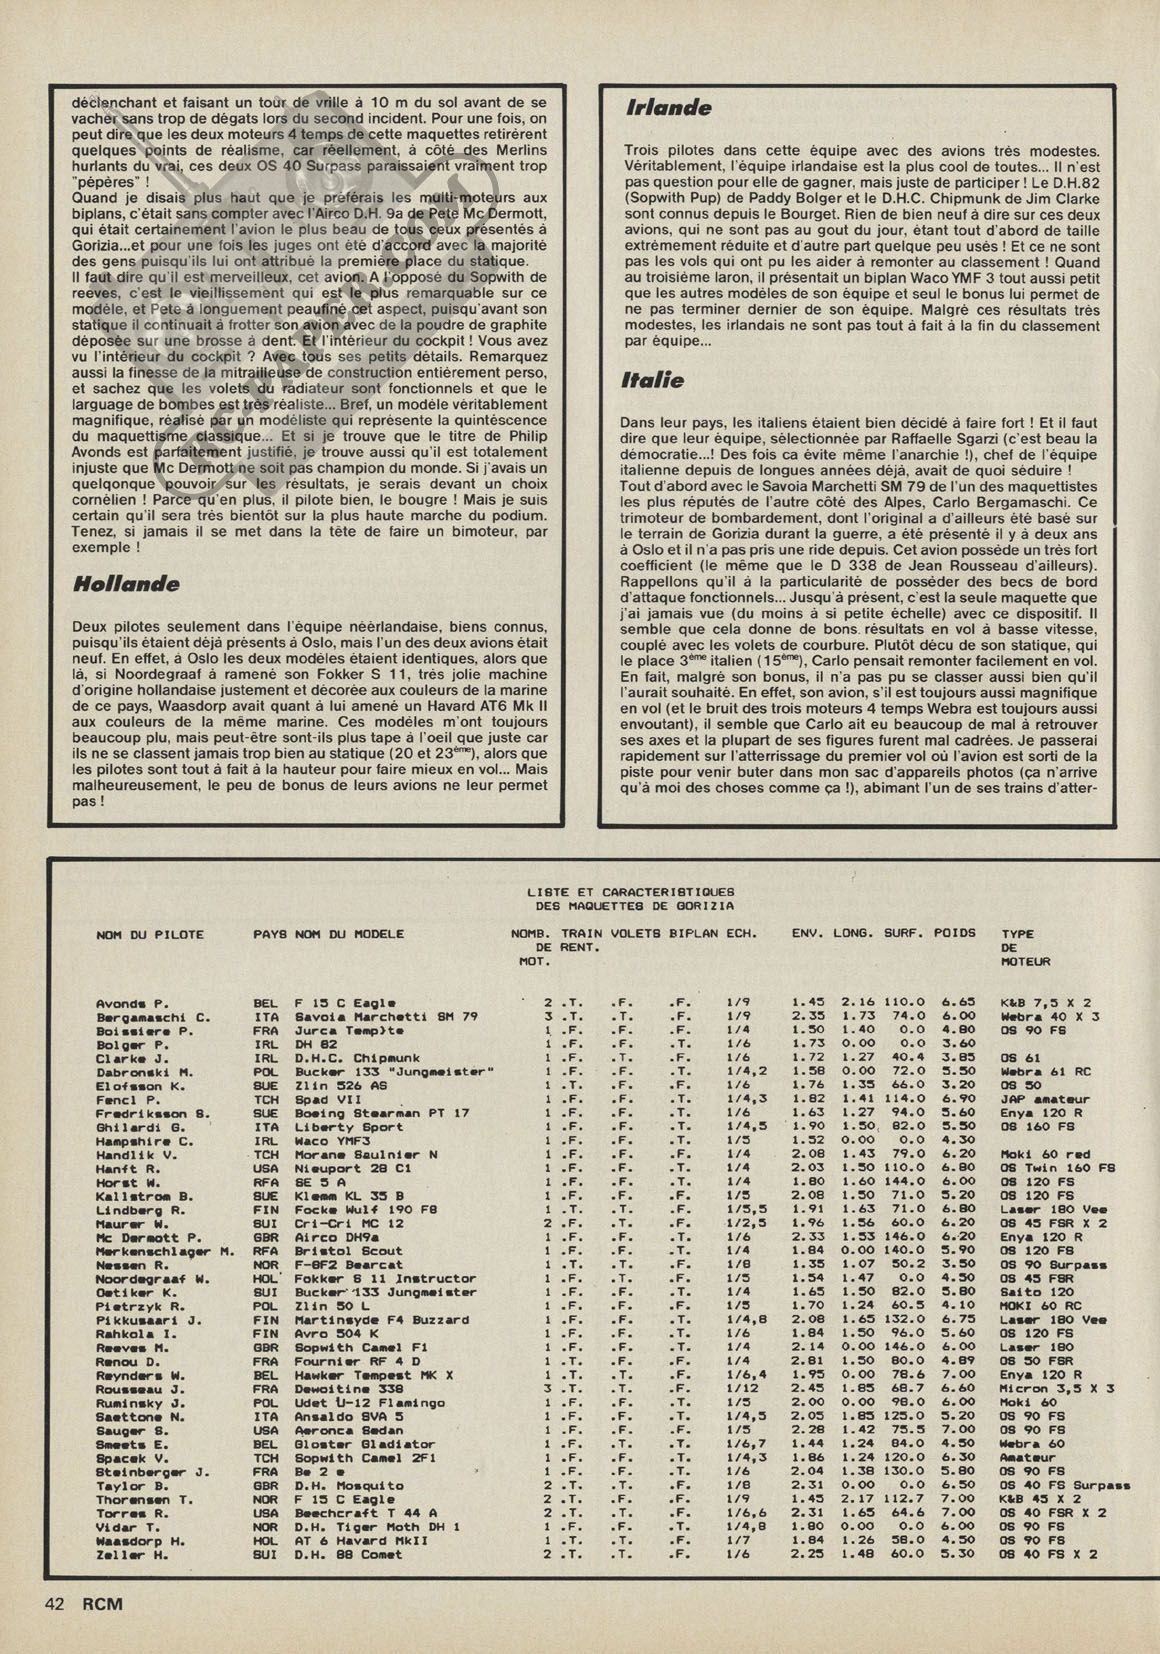 déclenchant et faisant un tour de vrille à 10 m du sol avant de se
vacher sans trop de dégats lors du second incident. Pour une fois, on
peut dire que les deux moteurs 4 temps de cette maquettes retirérent
quelques points de réalisme, car réellement, à côté des Merlins
hurlants du vrai, ces deux OS 40 Surpass paraissaient vraiment trop
"pépères" !
Quand je disais plus haut que je préférais les multi-moteurs aux
biplans, c'était sans compter avec l'Airco D.H. 9a de Pete Mc Dermott,
qui était certainement l'avion le plus beau de tous ceux présentés à
Gorizia...et pour une fois les juges ont été d'accord avec la majorité
des gens puisqu'ils lui ont attribué la première place du statique.
Il faut dire qu'il est merveilleux, cet avion. A l'opposé du Sopwith de
reeves, c'est le vieillissement qui est le plus remarquable sur ce
modèle, et Pete à longuement peaufiné cet aspect, puisqu'avant son
statique il continuait à frotter son avion avec de la poudre de graphite
déposée sur une brosse à dent. Et l'intérieur du cockpit ! Vous avez
vu l'intérieur du cockpit ? Avec tous ses petits détails. Remarquez
aussi la finesse de la mitrailleuse de construction entiérement perso,
et sachez que les volets du radiateur sont fonctionnels et que le
larguage de bombes est très réaliste... Bref, un modèle véritablement
magnifique, réalisé par un modéliste qui représente la quintéscence
du maquettisme classique... Et si je trouve que le titre de Philip
Avonds est parfaitement justifié, je trouve aussi qu'il est totalement
injuste que Mc Dermott ne soit pas champion du monde. Si j'avais un
quelqonque pouvoir sur les résultats, je serais devant un choix
cornélien ! Parce qu'en plus, il pilote bien, le bougre ! Mais je suis
certain qu'il sera très bientôt sur la plus haute marche du podium.
Tenez, si jamais il se met dans la tête de faire un bimoteur, par
exemple !
Hollande
Deux pilotes seulement dans l'équipe néérlandaise, biens connus,
puisqu'ils étaient déjà présents à Oslo, mais l'un des deux avions était
neuf. En effet, à Oslo les deux modèles étaient identiques, alors que
là, si Noordegraaf à ramené son Fokker S 11, très jolie machine
d'origine hollandaise justement et décorée aux couleurs de la marine
de ce pays, Waasdorp avait quant à lui amené un Havard AT6 Mk II
aux couleurs de la même marine. Ces modéles m'ont toujours
beaucoup plu, mais peut-être sont-ils plus tape à l'oeil que juste car
ils ne se classent jamais trop bien au statique (20 et 23ème), alors que
les pilotes sont tout à fait à la hauteur pour faire mieux en vol... Mais
malheureusement, le peu de bonus de leurs avions ne leur permet
pas !
Irlande
Trois pilotes dans cette équipe avec des avions très modestes.
Véritablement, l'équipe irlandaise est la plus cool de toutes... Il n'est
pas question pour elle de gagner, mais juste de participer ! Le D.H.82
(Sopwith Pup) de Paddy Bolger et le D.H.C. Chipmunk de Jim Clarke
sont connus depuis le Bourget. Rien de bien neuf à dire sur ces deux
avions, qui ne sont pas au gout du jour, étant tout d'abord de taille
extrémement réduite et d'autre part quelque peu usés ! Et ce ne sont
pas les vols qui ont pu les aider à remonter au classement ! Quand
au troisiéme laron, il présentait un biplan Waco YMF 3 tout aussi petit
que les autres modèles de son équipe et seul le bonus lui permet de
ne pas terminer dernier de son équipe. Malgré ces résultats très
modestes, les irlandais ne sont pas tout à fait à la fin du classement
par équipe...
Italie
Dans leur pays, les italiens étaient bien décidé à faire fort ! Et il faut
dire que leur équipe, sélectionnée par Raffaelle Sgarzi (c'est beau la
démocratie...! Des fois ca évite même l'anarchie !), chef de l'équipe
italienne depuis de longues années déjà, avait de quoi séduire !
Tout d'abord avec le Savoia Marchetti SM 79 de l'un des maquettistes
les plus réputés de l'autre côté des Alpes, Carlo Bergamaschi. Ce
trimoteur de bombardement, dont l'original a d'ailleurs été basé sur
le terrain de Gorizia durant la guerre, a été présenté il y à deux ans
à Oslo et il n'a pas pris une ride depuis. Cet avion posséde un très fort
coefficient (le même que le D 338 de Jean Rousseau d'ailleurs).
Rappellons qu'il à la particularité de posséder des becs de bord
d'attaque fonctionnels... Jusqu'à présent, c'est la seule maquette que
j'ai jamais vue (du moins à si petite échelle) avec ce dispositif. Il
semble que cela donne de bons résultats en vol à basse vitesse,
couplé avec les volets de courbure. Plutôt décu de son statique, qui
le place 3ème italien (15ème), Carlo pensait remonter facilement en vol.
En fait, malgré son bonus, il n'a pas pu se classer aussi bien qu'il
l'aurait souhaité. En effet, son avion, s'il est toujours aussi magnifique
en vol (et le bruit des trois moteurs 4 temps Webra est toujours aussi
envoutant), il semble que Carlo ait eu beaucoup de mal à retrouver
ses axes et la plupart de ses figures furent mal cadrées. Je passerai
rapidement sur l'atterrissage du premier vol où l'avion est sorti de la
piste pour venir buter dans mon sac d'appareils photos (ça n'arrive
qu'à moi des choses comme ça !), abimant l'un de ses trains d'atter-
LISTE ET CARACTERISTIQUES
DES MAQUETTES DE GORIZIA
NOM DU PILOTE PAYS NOM DU MODELE NOMB. TRAIN VOLETS BIPLAN ECH. ENV. LONG. SURF. POIDS TYPE
DE RENT. DE
MOT. MOTEUR
Avonds P. BEL F 15 C Eagle 2 .T. .F. .F. 1/9 1.45 2.16 110.0 6.65 K&B 7,5 X 2
Bergamaschi C. ITA Savoia Marchetti SM 79 3 .T. .T. .F. 1/9 2.35 1.73 74.0 6.00 Webra 40 X 3
Boissiere P. FRA Jurca Temp}te 1 .F. .F. .F. 1/4 1.50 1.40 0.0 4.80 OS 90 FS
Bolger P. IRL DH 82 1 .F. .F. .T. 1/6 1.73 0.00 0.0 3.60
Clarke J. IRL D.H.C. Chipmunk 1 .F. .T. .F. 1/6 1.72 1.27 40.4 3.85 OS 61
Dabronski M. POL Bucker 133 "Jungmeister" 1 .F. .F. .T. 1/4,2 1.58 0.00 72.0 5.50 Webra 61 RC
Elofsson K. SUE Zlin 526 AS 1 .T. .F. .F. 1/6 1.76 1.35 66.0 3.20 OS 50
Fencl P. TCH Spad VII 1 .F. .F. .T. 1/4,3 1.82 1.41 114.0 6.90 JAP amateur
Fredriksson S. SUE Boeing Stearman PT 17 1 .F. .F. .T. 1/6 1.63 1.27 94.0 5.60 Enya 120 R
Ghilardi G. ITA Liberty Sport 1 .F. .F. .T. 1/4,5 1.90 1.50 82.0 5.50 OS 160 FS
Hampshire C. IRL Waco YMF3 1 .F. .F. .T. 1/5 1.52 0.00 0.0 4.30
Handlik V. TCH Morane Saulnier N 1 .F. .F. .F. 1/4 2.08 1.43 79.0 6.20 Moki 60 red
Hanft R. USA Nieuport 28 C1 1 .F. .F. .T. 1/4 2.03 1.50 110.0 6.80 OS Twin 160 FS
Horst W. RFA SE 5 A 1 .F. .F. .T. 1/4 1.80 1.60 144.0 6.00 OS 120 FS
Kallstrom B. SUE Klemm KL 35 B 1 .F. .F. .F. 1/5 2.08 1.50 71.0 5.20 OS 120 FS
Lindberg R. FIN Focke Wulf 190 F8 1 .T. .T. .F. 1/5,5 1.91 1.63 71.0 6.80 Laser 180 Vee
Maurer W. SUI Cri-Cri MC 12 2 .F. .T. .F. 1/2,5 1.96 1.56 60.0 6.20 OS 45 FSR X 2
Mc Dermott P. GBR Airco DH9a 1 .F. .F. .T. 1/6 2.33 1.53 146.0 6.20 Enya 120 R
Merkenschlager M. RFA Bristol Scout 1 .F. .F. .T. 1/4 1.84 0.00 140.0 5.90 OS 120 FS
Nessen R. NOR F-8F2 Bearcat 1 .T. .T. .F. 1/8 1.35 1.07 50.2 3.50 OS 90 Surpass
Noordegraaf W. HOL Fokker S 11 Instructor 1 .F. .T. .F. 1/5 1.54 1.47 0.0 4.50 OS 45 FSR
Oetiker K. SUI Bucker 133 Jungmeister 1 .F. .F. .T. 1/4 1.65 1.50 82.0 5.80 Saito 120
Pietrzyk R. POL Zlin 50 L 1 .F. .F. .F. 1/5 1.70 1.24 60.5 4.10 MOKI 60 RC
Pikkusaari J. FIN Martinsyde F4 Buzzard 1 .F. .F. .T. 1/4,8 2.08 1.65 132.0 6.75 Laser 180 Vee
Rahkola I. FIN Avro 504 K 1 .F. .F. .T. 1/6 1.84 1.50 96.0 5.60 OS 120 FS
Reeves M. GBR Sopwith Camel F1 1 .F. .F. .T. 1/4 2.14 0.00 146.0 6.00 Laser 180
Renou D. FRA Fournier RF 4 D 1 .T. .F. .F. 1/4 2.81 1.50 80.0 4.89 OS 50 FSR
Reynders W. BEL Hawker Tempest MK X 1 .T. .T. .F. 1/6,4 1.95 0.00 78.6 7.00 Enya 120 R
Rousseau J. FRA Dewoitine 338 3 .T. .T. .F. 1/12 2.45 1.85 68.7 6.60 Micron 3,5 X 3
Ruminsky J. POL Udet U-12 Flamingo 1 .F. .F. .T. 1/5 2.00 0.00 98.0 6.00 Moki 60
Saettone N. ITA Ansaldo SVA 5 1 .F. .F. .T. 1/4,5 2.05 1.85 125.0 5.20 OS 90 FS
Sauger S. USA Aeronca Sedan 1 .F. .F. .F. 1/5 2.28 1.42 75.5 7.00 OS 90 FS
Smeets E. BEL Gloster Gladiator 1 .F. .T. .T. 1/6,7 1.44 1.24 84.0 4.50 Webra 60
Spacek V. TCH Sopwith Camel 2F1 1 .F. .F. .T. 1/4,3 1.86 1.24 120.0 6.30 Amateur
Steinberger J. FRA Be 2 e 1 .F. .F. .T. 1/6 2.04 1.38 130.0 5.80 OS 90 FS
Taylor B. GBR D.H. Mosquito 2 .T. .T. .F. 1/8 2.31 0.00 0.0 6.50 OS 40 FS Surpass
Thoresen T. NOR F 15 C Eagle 2 .T. .F. .F. 1/9 1.45 2.17 112.7 7.00 K&B 45 X 2
Torres R. USA Beechcraft T 44 A 2 .T. .T. .F. 1/6,6 2.31 1.65 64.6 7.00 OS 40 FSR X 2
Vidar T. NOR D.H. Tiger Moth DH 1 1 .F. .F. .T. 1/4,8 1.80 0.00 0.0 6.00 OS 90 FS
Waasdorp H. HOL AT 6 Havard MkII 1 .T. .T. .F. 1/7 1.84 1.26 58.0 4.50 OS 90 FS
Zeller H. SUI D.H. 88 Comet 2 .T. .T. .F. 1/6 2.25 1.48 60.0 5.30 OS 40 FS X 2
42 RCM
RC-PAPER.COM